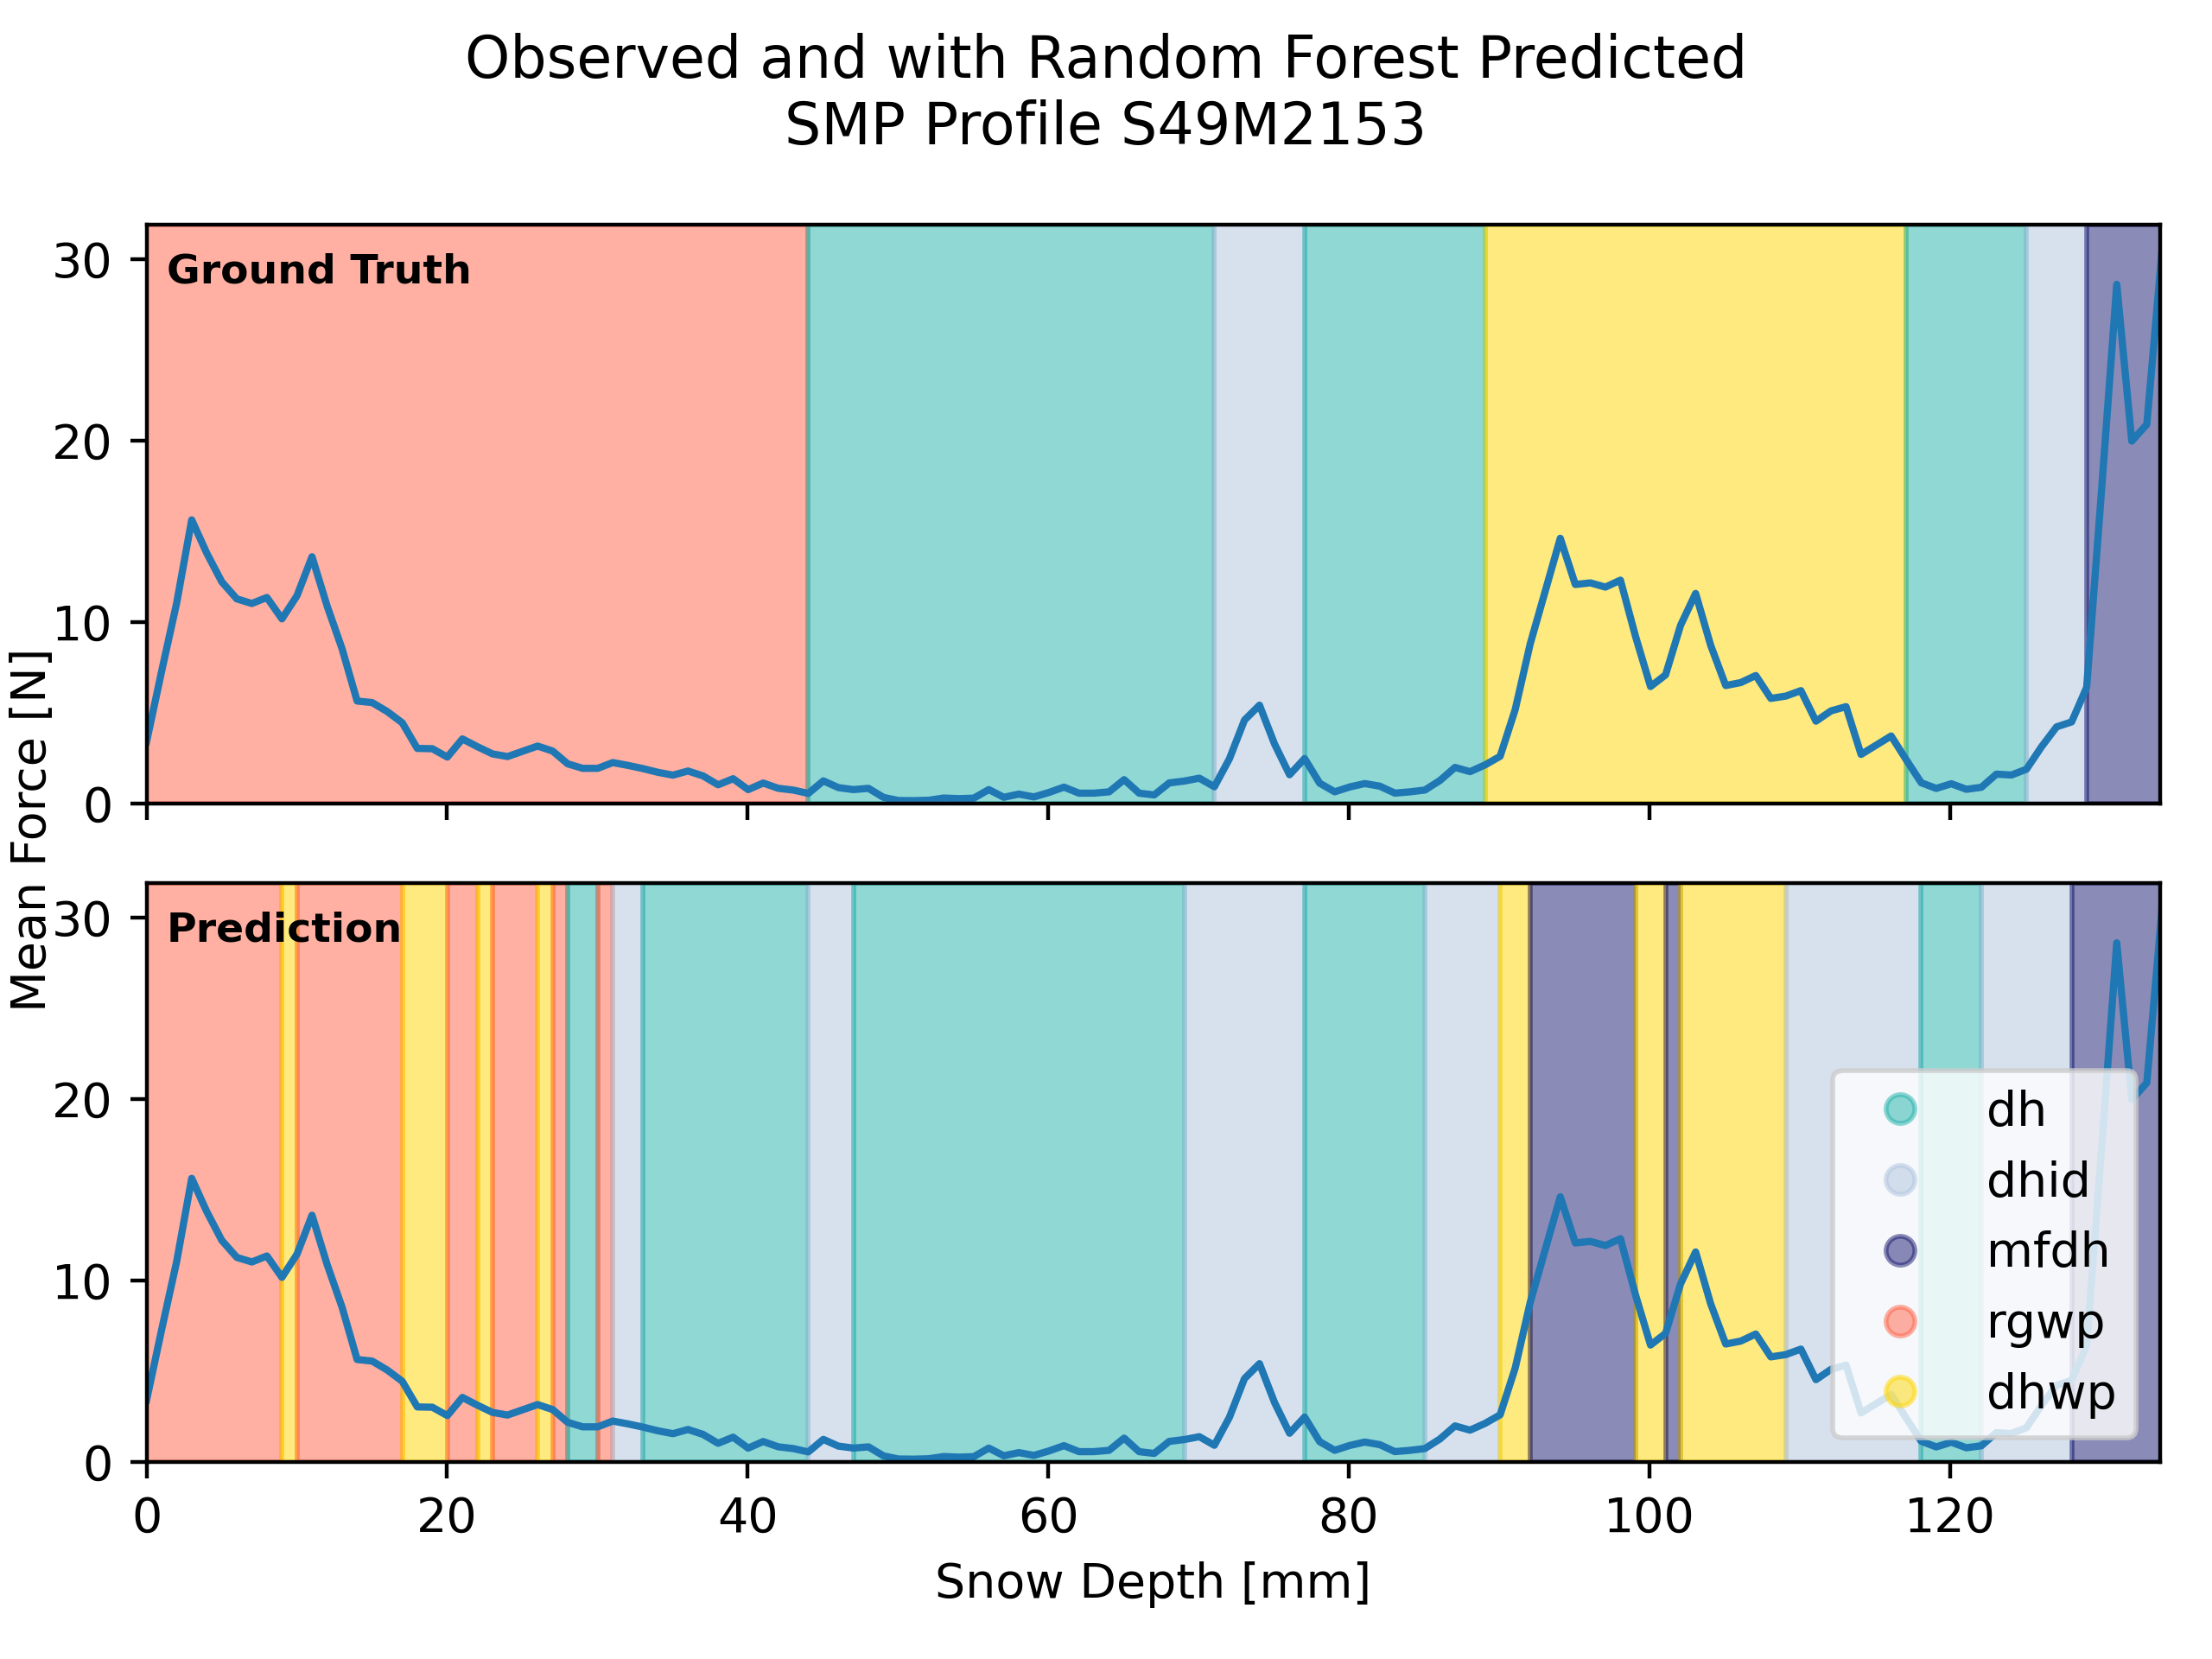 Observed and with Random Forest Predicted
SMP Profile S49M2153
Mean Force [N]
30
20
10
0
Ground Truth
30
20
10
0
Prediction
dh
dhid
mfdh
rgwp
dhwp
0 20 40 60 80 100 120
Snow Depth [mm]